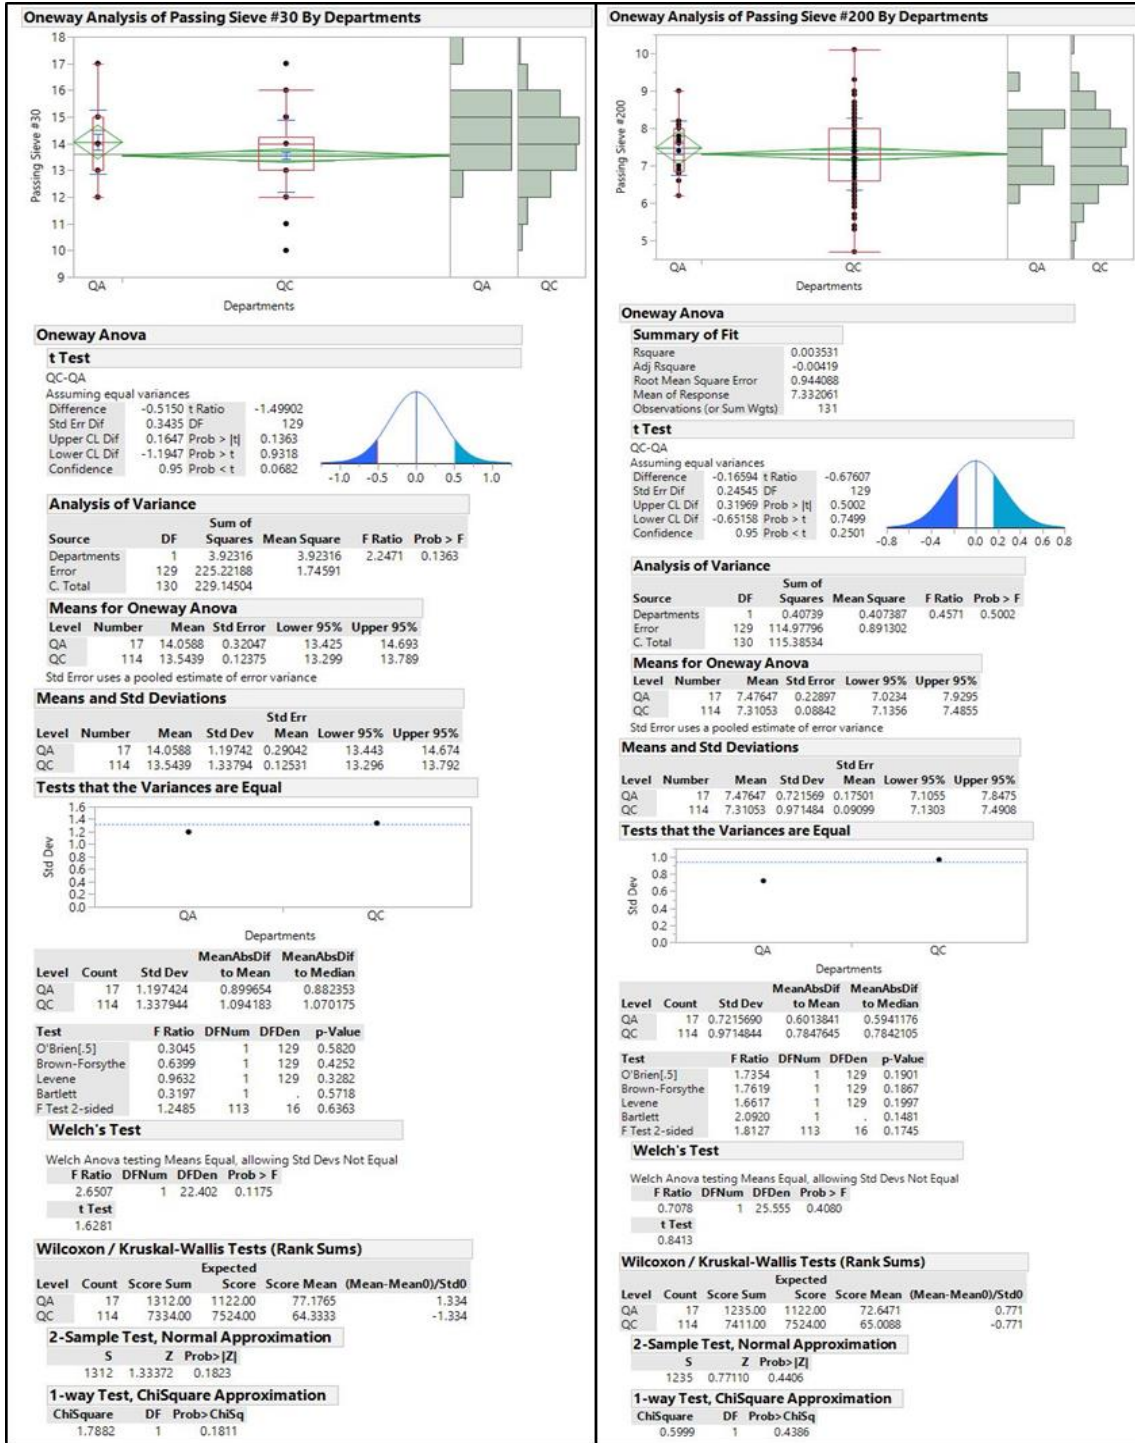 Oneway Analysis of Passing Sieve #30 By Departments
18
17
16
15
14
13
12
11
10
9
Passing Sieve #30
QA QC QA QC
Departments
Oneway Anova
t Test
QC-QA
Assuming equal variances
Difference -0.5150 t Ratio -1.49902
Std Err Dif 0.3435 DF 129
Upper CL Dif 0.1647 Prob > |t| 0.1363
Lower CL Dif -1.1947 Prob > t 0.9318
Confidence 0.95 Prob < t 0.0682
-1.0 -0.5 0.0 0.5 1.0
Analysis of Variance
Sum of
Source DF Squares Mean Square F Ratio Prob > F
Departments 1 3.92316 3.92316 2.2471 0.1363
Error 129 225.22188 1.74591
C. Total 130 229.14504
Means for Oneway Anova
Level Number Mean Std Error Lower 95% Upper 95%
QA 17 14.0588 0.32047 13.425 14.693
QC 114 13.5439 0.12375 13.299 13.789
Std Error uses a pooled estimate of error variance
Means and Std Deviations
Std Err
Level Number Mean Std Dev Mean Lower 95% Upper 95%
QA 17 14.0588 1.19742 0.29042 13.443 14.674
QC 114 13.5439 1.33794 0.12531 13.296 13.792
Tests that the Variances are Equal
1.6
1.4
1.2
1.0
0.8
0.6
0.4
0.2
0.0
Std Dev
QA QC
Departments
MeanAbsDif MeanAbsDif
Level Count Std Dev to Mean to Median
QA 17 1.197424 0.899654 0.882353
QC 114 1.337944 1.094183 1.070175
Test F Ratio DFNum DFDen p-Value
O'Brien[.5] 0.3045 1 129 0.5820
Brown-Forsythe 0.6399 1 129 0.4252
Levene 0.9632 1 129 0.3282
Bartlett 0.3197 1 . 0.5718
F Test 2-sided 1.2485 113 16 0.6363
Welch's Test
Welch Anova testing Means Equal, allowing Std Devs Not Equal
F Ratio DFNum DFDen Prob > F
2.6507 1 22.402 0.1175
t Test
1.6281
Wilcoxon / Kruskal-Wallis Tests (Rank Sums)
Expected
Level Count Score Sum Score Score Mean (Mean-Mean0)/Std0
QA 17 1312.00 1122.00 77.1765 1.334
QC 114 7334.00 7524.00 64.3333 -1.334
2-Sample Test, Normal Approximation
S Z Prob>|Z|
1312 1.33372 0.1823
1-way Test, ChiSquare Approximation
ChiSquare DF Prob>ChiSq
1.7882 1 0.1811
Oneway Analysis of Passing Sieve #200 By Departments
10
9
8
7
6
5
Passing Sieve #200
QA QC QA QC
Departments
Oneway Anova
Summary of Fit
Rsquare 0.003531
Adj Rsquare -0.00419
Root Mean Square Error 0.944088
Mean of Response 7.332061
Observations (or Sum Wgts) 131
t Test
QC-QA
Assuming equal variances
Difference -0.16594 t Ratio -0.67607
Std Err Dif 0.24545 DF 129
Upper CL Dif 0.31969 Prob > |t| 0.5002
Lower CL Dif -0.65158 Prob > t 0.7499
Confidence 0.95 Prob < t 0.2501
-0.8 -0.4 0.0 0.2 0.4 0.6 0.8
Analysis of Variance
Sum of
Source DF Squares Mean Square F Ratio Prob > F
Departments 1 0.40739 0.407387 0.4571 0.5002
Error 129 114.97796 0.891302
C. Total 130 115.38534
Means for Oneway Anova
Level Number Mean Std Error Lower 95% Upper 95%
QA 17 7.47647 0.22897 7.0234 7.9295
QC 114 7.31053 0.08842 7.1356 7.4855
Std Error uses a pooled estimate of error variance
Means and Std Deviations
Std Err
Level Number Mean Std Dev Mean Lower 95% Upper 95%
QA 17 7.47647 0.721569 0.17501 7.1055 7.8475
QC 114 7.31053 0.971484 0.09099 7.1303 7.4908
Tests that the Variances are Equal
1.0
0.8
0.6
0.4
0.2
0.0
Std Dev
QA QC
Departments
MeanAbsDif MeanAbsDif
Level Count Std Dev to Mean to Median
QA 17 0.7215690 0.6013841 0.5941176
QC 114 0.9714844 0.7847645 0.7842105
Test F Ratio DFNum DFDen p-Value
O'Brien[.5] 1.7354 1 129 0.1901
Brown-Forsythe 1.7619 1 129 0.1867
Levene 1.6617 1 129 0.1997
Bartlett 2.0920 1 . 0.1481
F Test 2-sided 1.8127 113 16 0.1745
Welch's Test
Welch Anova testing Means Equal, allowing Std Devs Not Equal
F Ratio DFNum DFDen Prob > F
0.7078 1 25.555 0.4080
t Test
0.8413
Wilcoxon / Kruskal-Wallis Tests (Rank Sums)
Expected
Level Count Score Sum Score Score Mean (Mean-Mean0)/Std0
QA 17 1235.00 1122.00 72.6471 0.771
QC 114 7411.00 7524.00 65.0088 -0.771
2-Sample Test, Normal Approximation
S Z Prob>|Z|
1235 0.77110 0.4406
1-way Test, ChiSquare Approximation
ChiSquare DF Prob>ChiSq
0.5999 1 0.4386